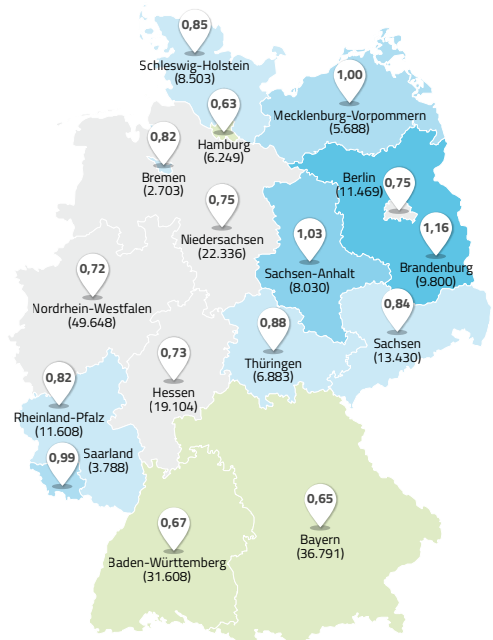 0,85
Schleswig-Holstein
(8.503)
1,00
Mecklenburg-Vorpommern
(5.688)
0,63
Hamburg
(6.249)
0,82
Bremen
(2.703)
Berlin
(11.469)
0,75
0,75
Niedersachsen
(22.336)
1,03
Sachsen-Anhalt
(8.030)
1,16
Brandenburg
(9.800)
0,72
Nordrhein-Westfalen
(49.648)
0,84
Sachsen
(13.430)
0,88
Thüringen
(6.883)
0,73
Hessen
(19.104)
0,82
Rheinland-Pfalz
(11.608)
0,99
Saarland
(3.788)
0,65
Bayern
(36.791)
0,67
Baden-Württemberg
(31.608)